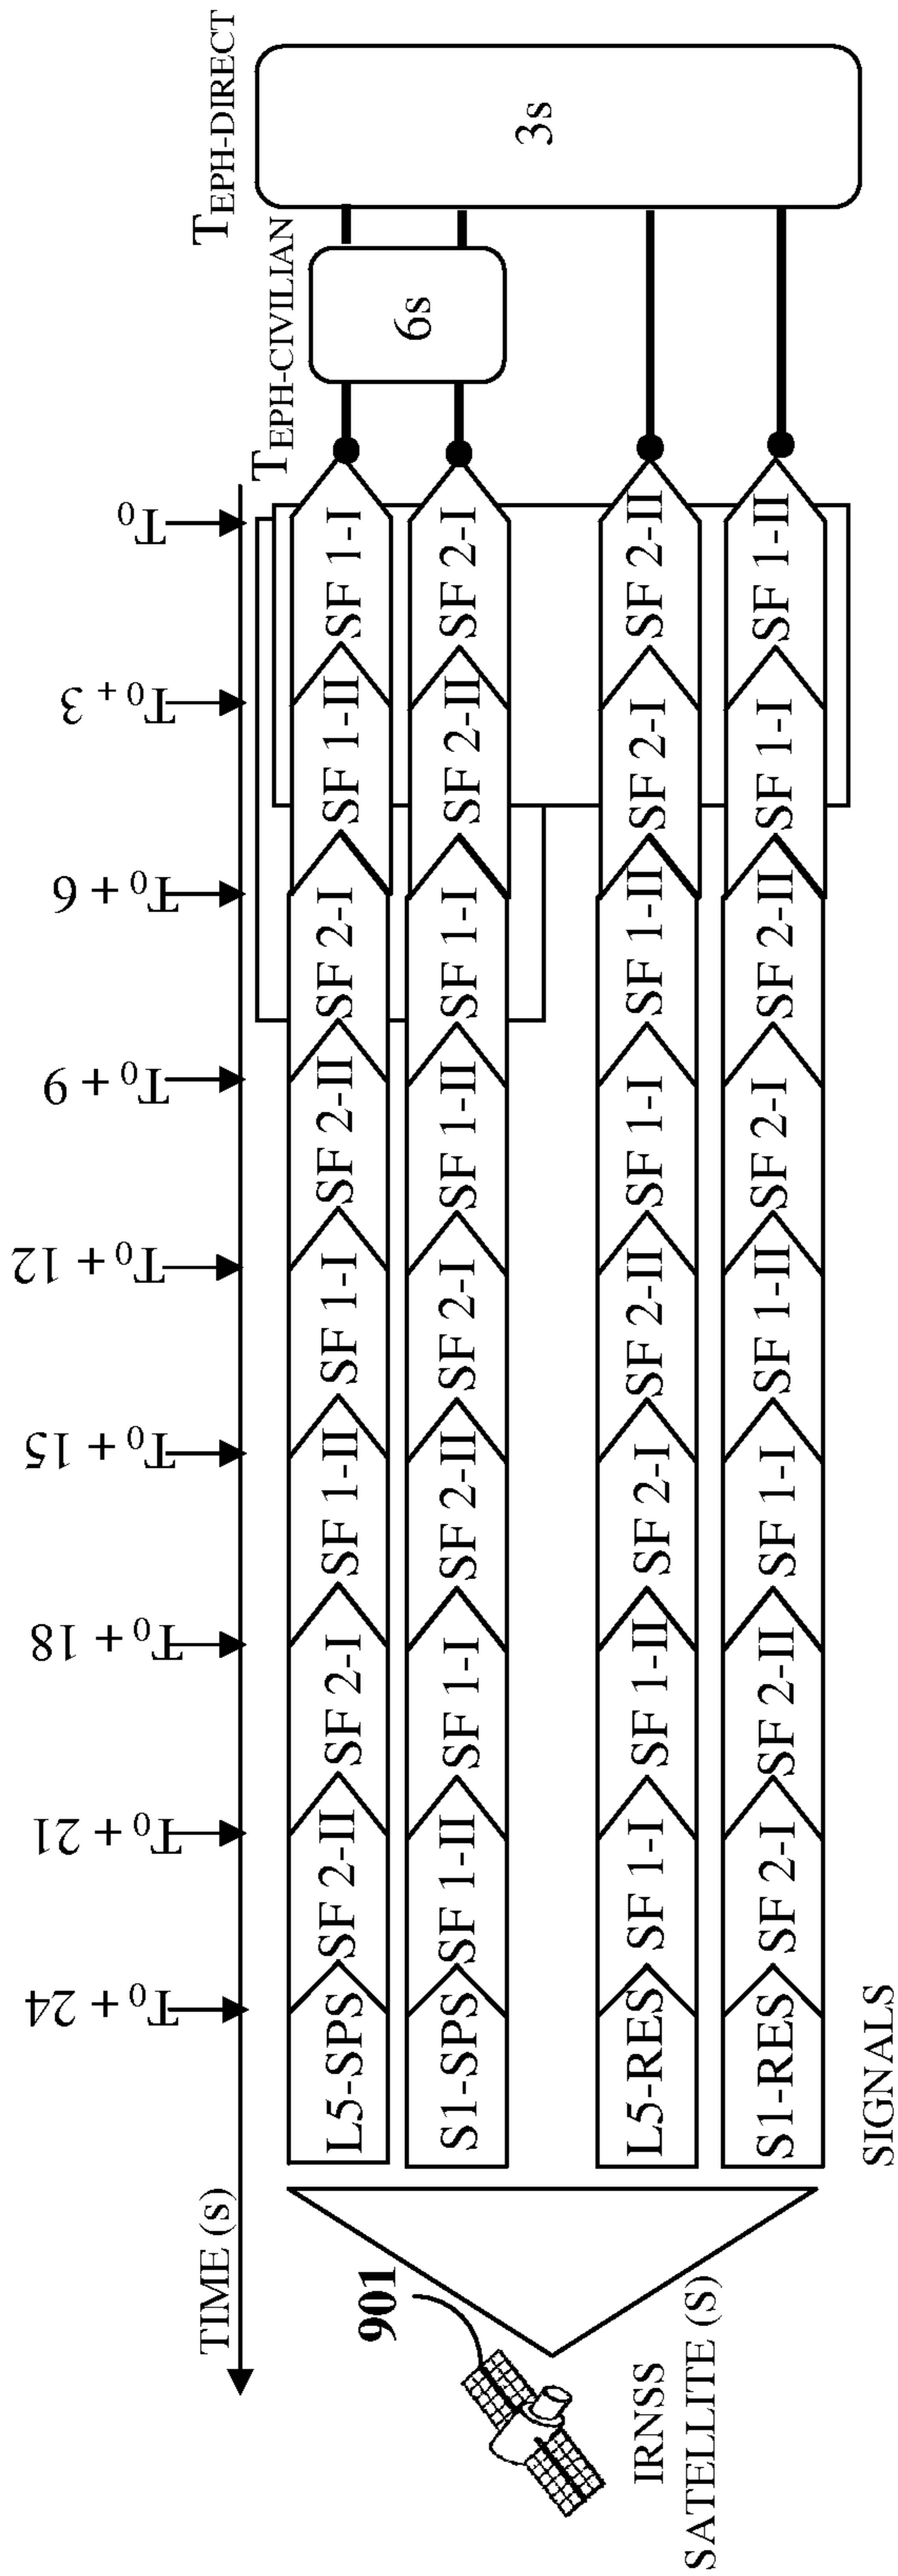 TIME (s)
T0 + 24
T0 + 21
T0 + 18
T0 + 15
T0 + 12
T0 + 9
T0 + 6
T0 + 3
T0
TEPH-CIVILIAN
TEPH-DIRECT
901
L5-SPS SF 2-II SF 2-I SF 1-II SF 1-I SF 2-II SF 2-I SF 1-II SF 1-I
S1-SPS SF 1-II SF 1-I SF 2-II SF 2-I SF 1-II SF 1-I SF 2-II SF 2-I
6s
3s
L5-RES SF 1-I SF 1-II SF 2-I SF 2-II SF 1-I SF 1-II SF 2-I SF 2-II
S1-RES SF 2-I SF 2-II SF 1-I SF 1-II SF 2-I SF 2-II SF 1-I SF 1-II
IRNSS
SATELLITE (S)
SIGNALS